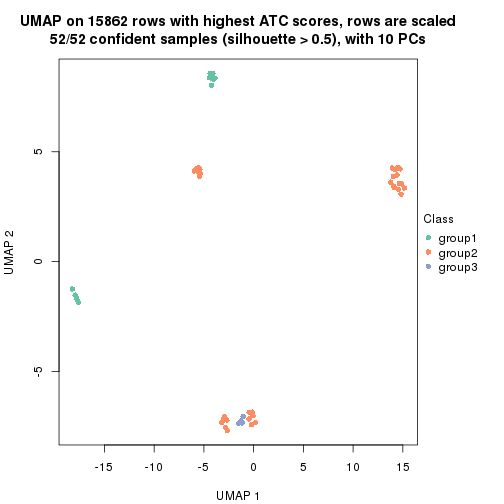 UMAP on 15862 rows with highest ATC scores, rows are scaled
52/52 confident samples (silhouette > 0.5), with 10 PCs
5
0
-5
UMAP 2
Class
group1
group2
group3
-15
-10
-5
0
5
10
15
UMAP 1